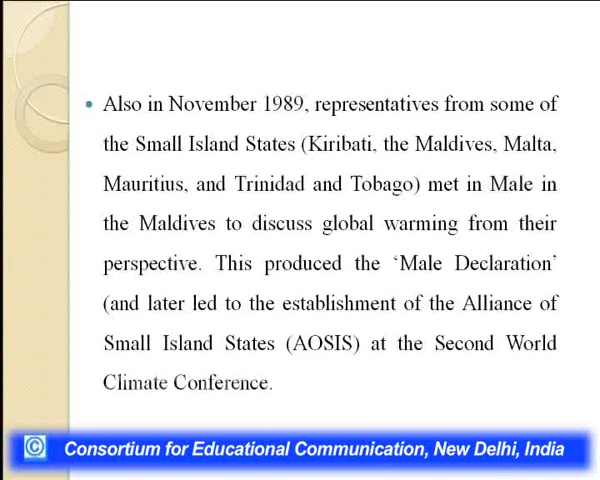 • Also in November 1989, representatives from some of
the Small Island States (Kiribati, the Maldives, Malta,
Mauritius, and Trinidad and Tobago) met in Male in
the Maldives to discuss global warming from their
perspective. This produced the ‘Male Declaration’
(and later led to the establishment of the Alliance of
Small Island States (AOSIS) at the Second World
Climate Conference.
© Consortium for Educational Communication, New Delhi, India